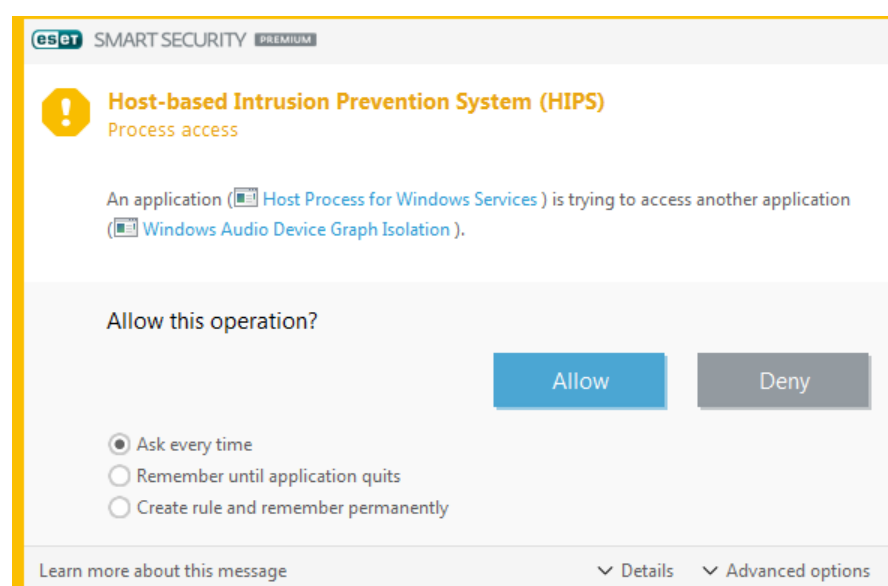 eset SMART SECURITY PREMIUM
Host-based Intrusion Prevention System (HIPS)
Process access
An application ( Host Process for Windows Services ) is trying to access another application
( Windows Audio Device Graph Isolation ).
Allow this operation?
Allow Deny
Ask every time
Remember until application quits
Create rule and remember permanently
Learn more about this message Details Advanced options